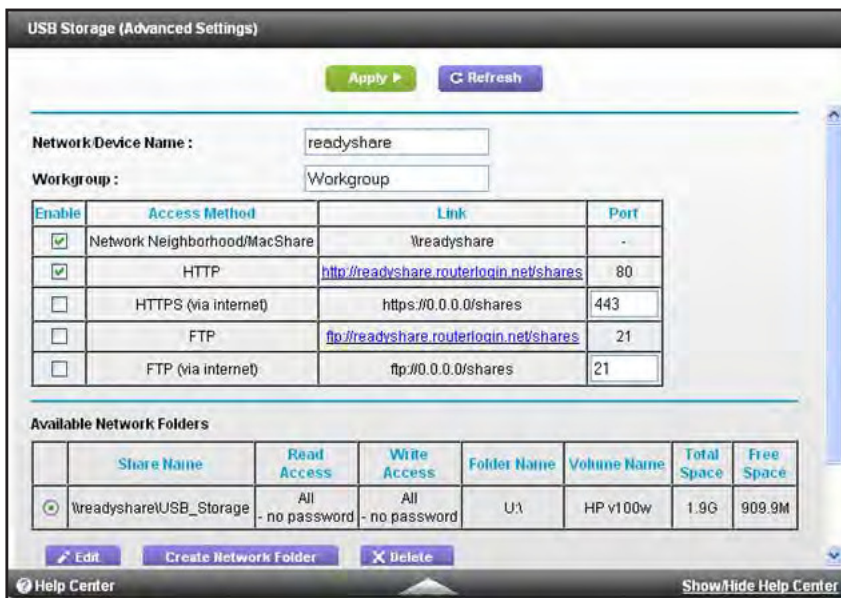 USB Storage (Advanced Settings)
Apply
Refresh
Network/Device Name :
readyshare
Workgroup :
Workgroup
Enable Access Method Link Port
Network Neighborhood/MacShare \\readyshare -
HTTP http://readyshare.routerlogin.net/shares 80
HTTPS (via internet) https://0.0.0.0/shares 443
FTP ftp://readyshare.routerlogin.net/shares 21
FTP (via internet) ftp://0.0.0.0/shares 21
Available Network Folders
Share Name Read Access Write Access Folder Name Volume Name Total Space Free Space
\\readyshare\USB_Storage All - no password All - no password U:\ HP v100w 1.9G 909.9M
Edit
Create Network Folder
X Delete
Help Center
Show/Hide Help Center